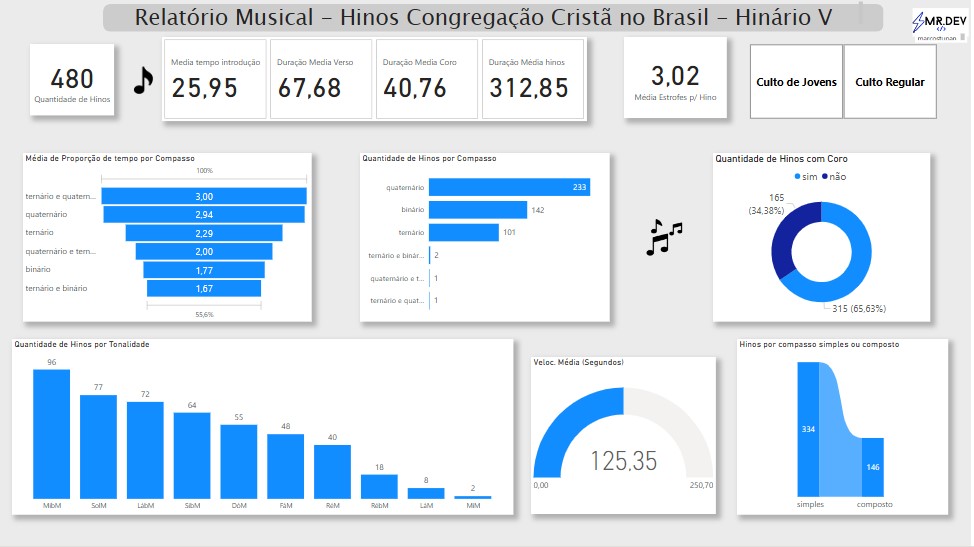 Relatório Musical - Hinos Congregação Cristã no Brasil - Hinário V
MR.DEV
</>
480
Quantidade de Hinos
Media tempo introdução
25,95
Duração Media Verso
67,68
Duração Media Coro
40,76
Duração Media hinos
312,85
3,02
Média Estrofes p/ Hino
Culto de Jovens
Culto Regular
Média de Proporção de tempo por Compasso
100%
ternário e quatern... 3,00
quaternário 2,94
ternário 2,29
quaternário e tern... 2,00
binário 1,77
ternário e binário 1,67
55,6%
Quantidade de Hinos por Compasso
quaternário 233
binário 142
ternário 101
ternário e binár... 2
quaternário e t... 1
ternário e quat... 1
Quantidade de Hinos com Coro
sim não
165
(34,38%)
315 (65,63%)
Quantidade de Hinos por Tonalidade
96 77 72 64 55 48 40 18 8 2
MibM SolM LábM SibM DóM FáM RéM RébM LáM MiM
Veloc. Média (Segundos)
125,35
0,00 250,70
Hinos por compasso simples ou composto
334
146
simples composto